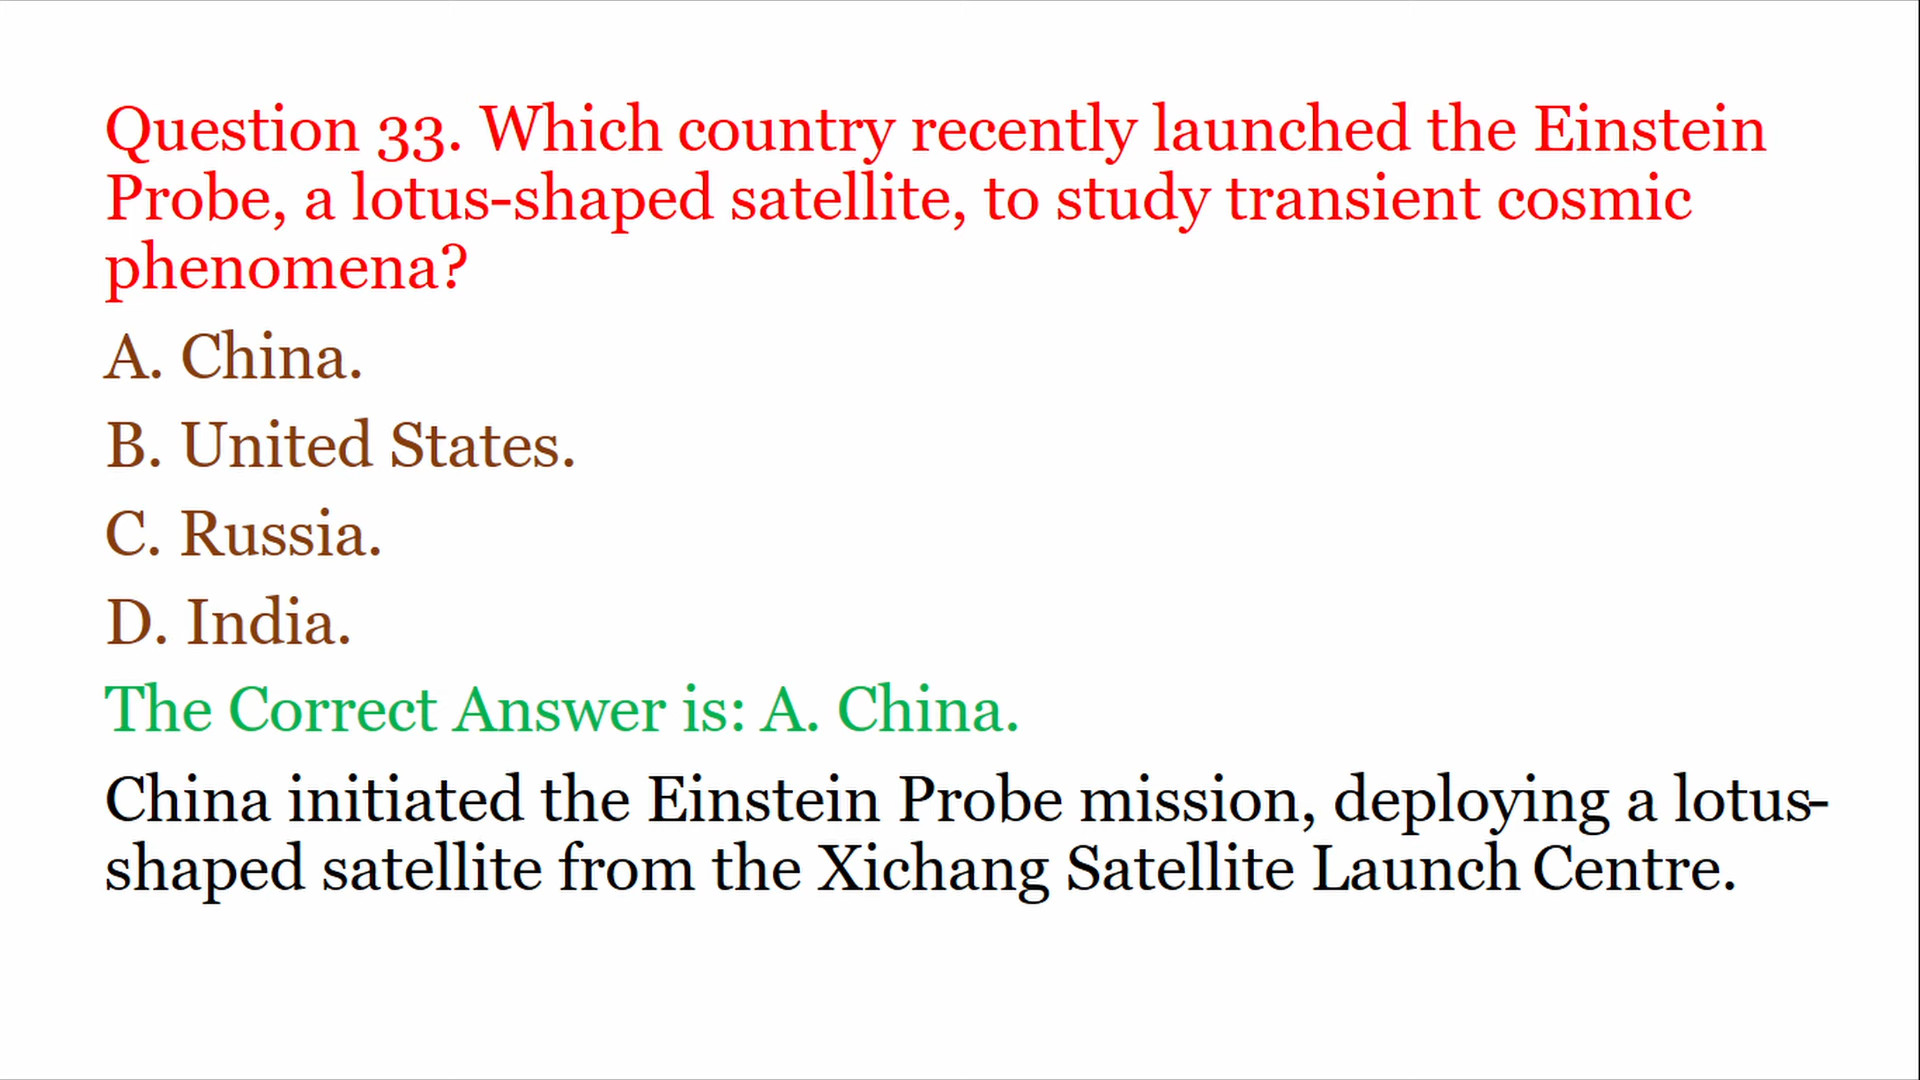 Question 33. Which country recently launched the Einstein
Probe, a lotus-shaped satellite, to study transient cosmic
phenomena?
A. China.
B. United States.
C. Russia.
D. India.
The Correct Answer is: A. China.
China initiated the Einstein Probe mission, deploying a lotus-
shaped satellite from the Xichang Satellite Launch Centre.